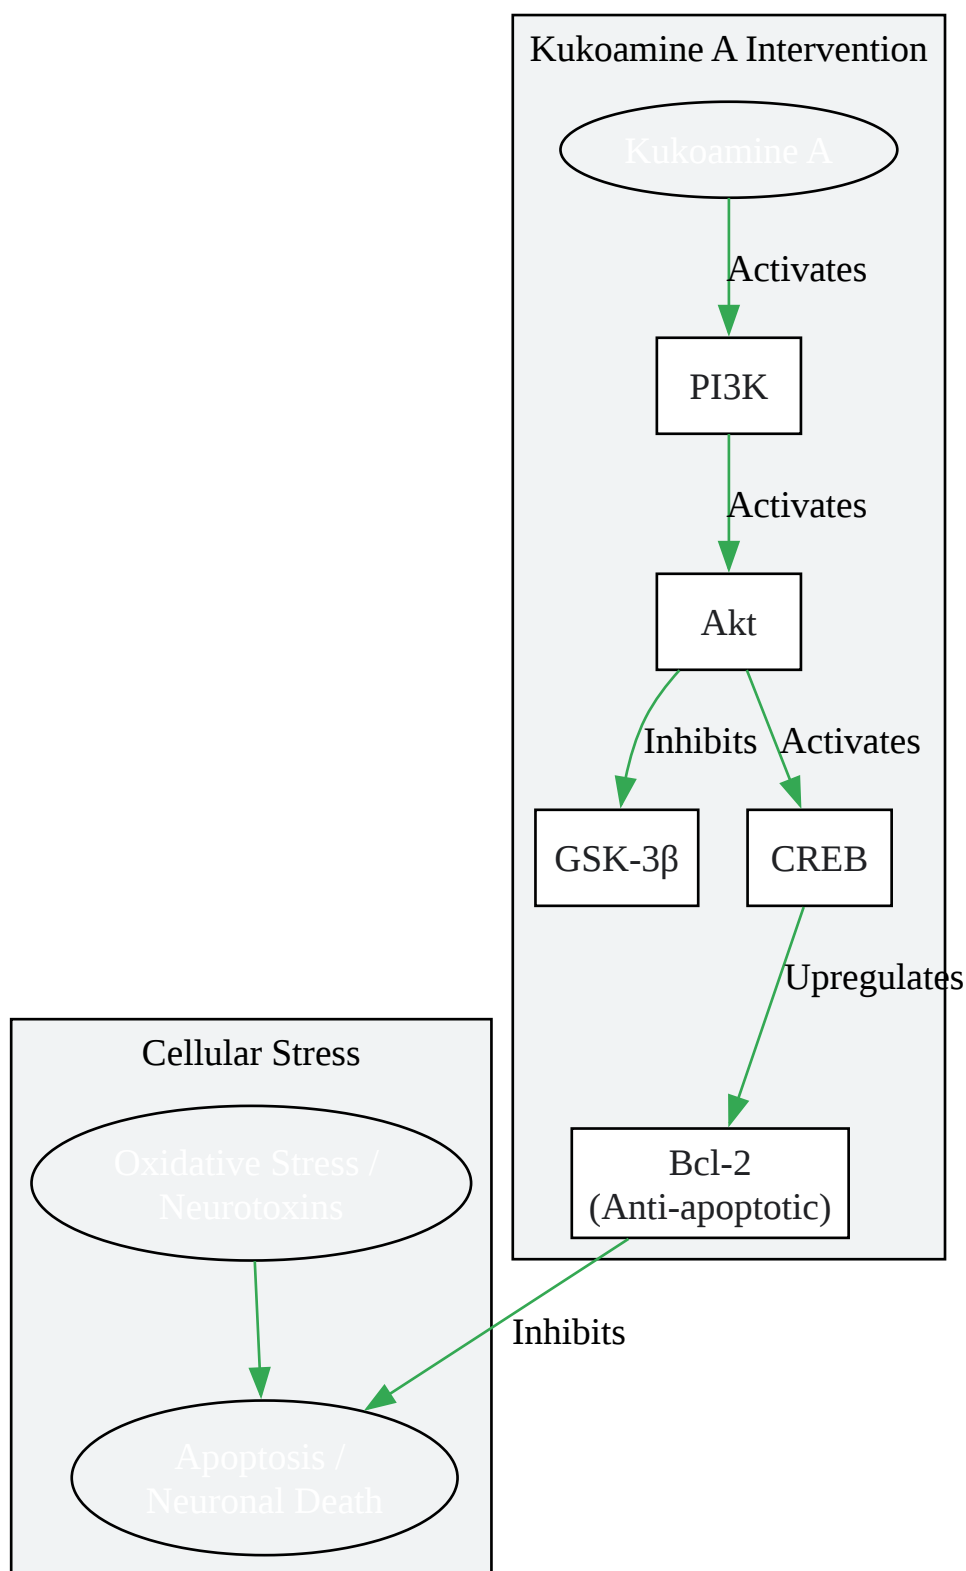 Kukoamine A Intervention
Kukoamine A
Activates
PI3K
Activates
Akt
Inhibits
Activates
GSK-3β
CREB
Upregulates
Cellular Stress
Oxidative Stress /
Neurotoxins
Bcl-2
(Anti-apoptotic)
Inhibits
Apoptosis /
Neuronal Death